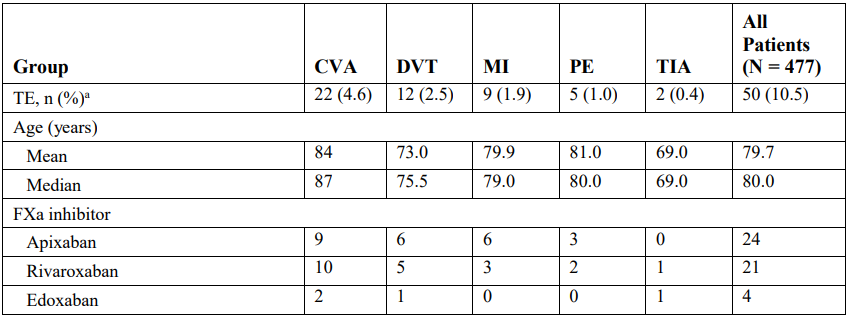 Group CVA DVT MI PE TIA All Patients (N = 477)
TE, n (%)ª 22 (4.6) 12 (2.5) 9 (1.9) 5 (1.0) 2 (0.4) 50 (10.5)
Age (years)
Mean 84 73.0 79.9 81.0 69.0 79.7
Median 87 75.5 79.0 80.0 69.0 80.0
FXa inhibitor
Apixaban 9 6 6 3 0 24
Rivaroxaban 10 5 3 2 1 21
Edoxaban 2 1 0 0 1 4